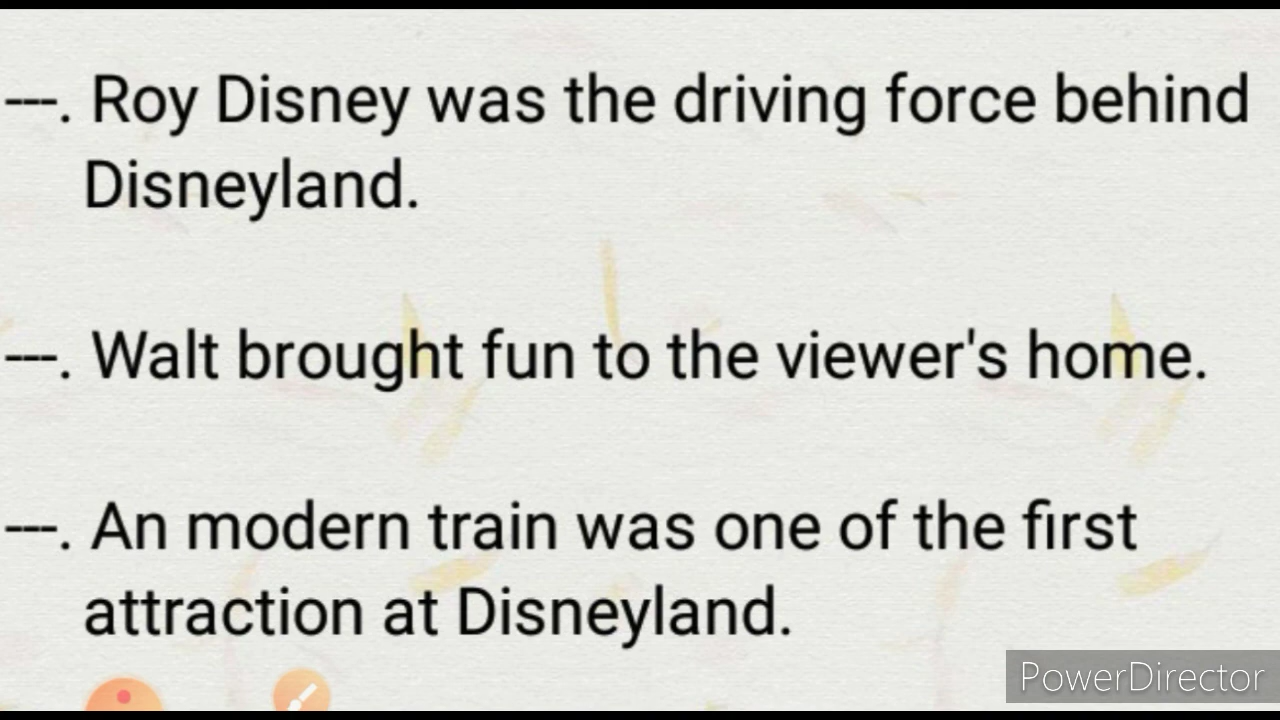 ---. Roy Disney was the driving force behind
Disneyland.
---. Walt brought fun to the viewer's home.
---. An modern train was one of the first
attraction at Disneyland.
PowerDirector